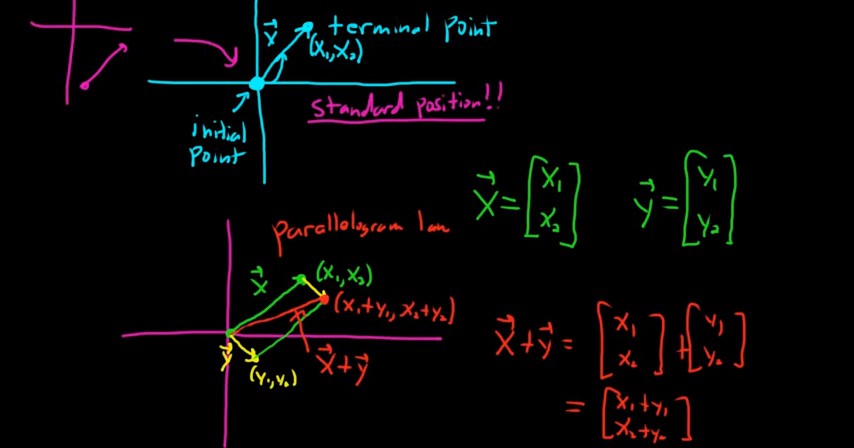 x⃗
terminal point
(x₁,x₂)
standard position!!
initial
point
x⃗ = [x₁ x₂]
y⃗ = [y₁ y₂]
parallologram law
x⃗
(x₁,x₂)
(x₁+y₁, x₂+y₂)
y⃗
(y₁,y₂)
x⃗+y⃗
x⃗+y⃗ = [x₁ x₂] + [y₁ y₂]
= [x₁+y₁ x₂+y₂]